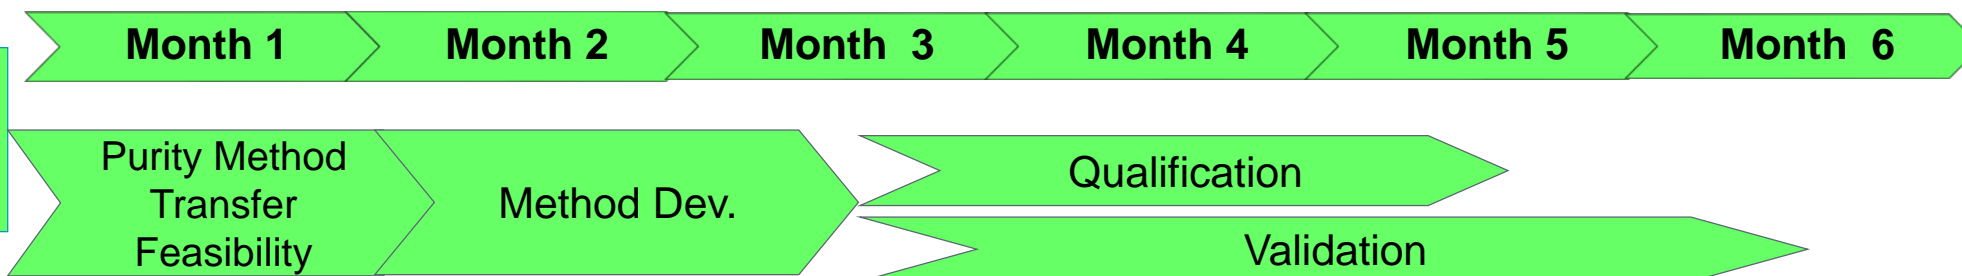 Month 1
Month 2
Month  3
Month 4
Month 5
Month  6
Purity Method
Transfer
Feasibility
Method Dev.
Qualification
Validation